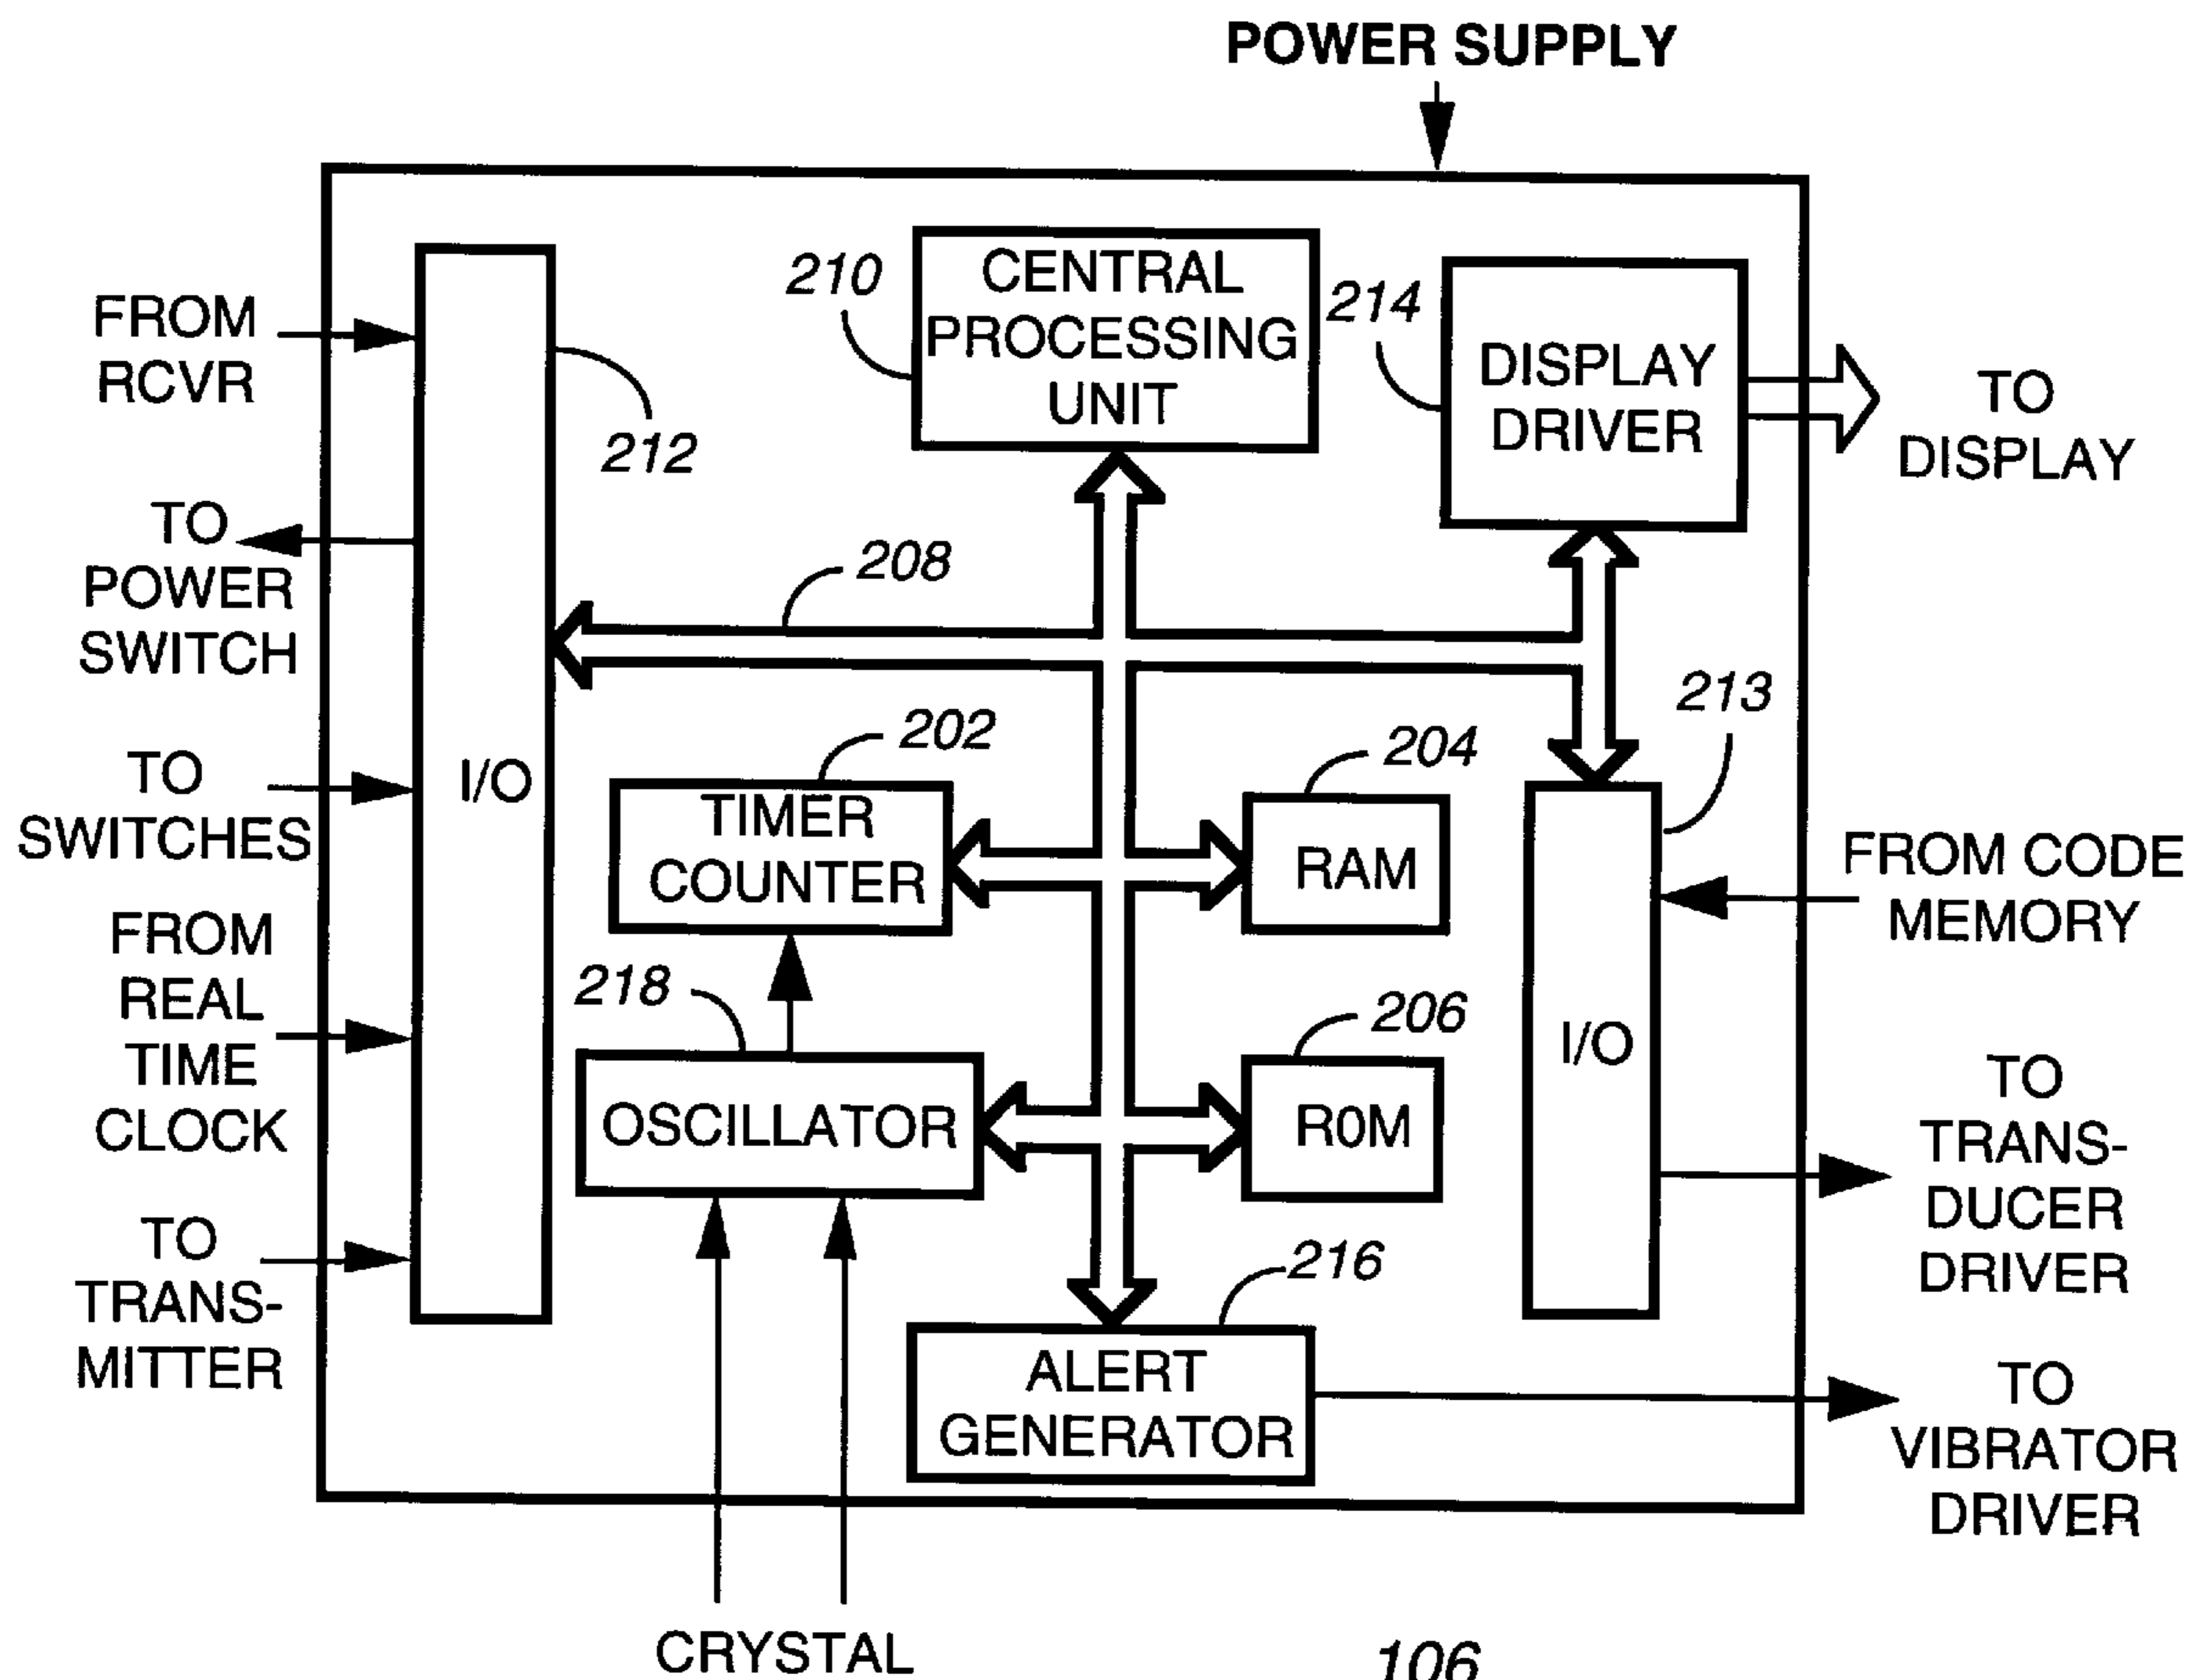 POWER SUPPLY
FROM
RCVR
TO
POWER
SWITCH
TO
SWITCHES
FROM
REAL
TIME
CLOCK
TO
TRANS-
MITTER
I/O
212
210
CENTRAL
PROCESSING
UNIT
214
DISPLAY
DRIVER
TO
DISPLAY
208
202
TIMER
COUNTER
204
RAM
213
I/O
FROM CODE
MEMORY
218
OSCILLATOR
206
R0M
TO
TRANS-
DUCER
DRIVER
216
ALERT
GENERATOR
TO
VIBRATOR
DRIVER
CRYSTAL
106